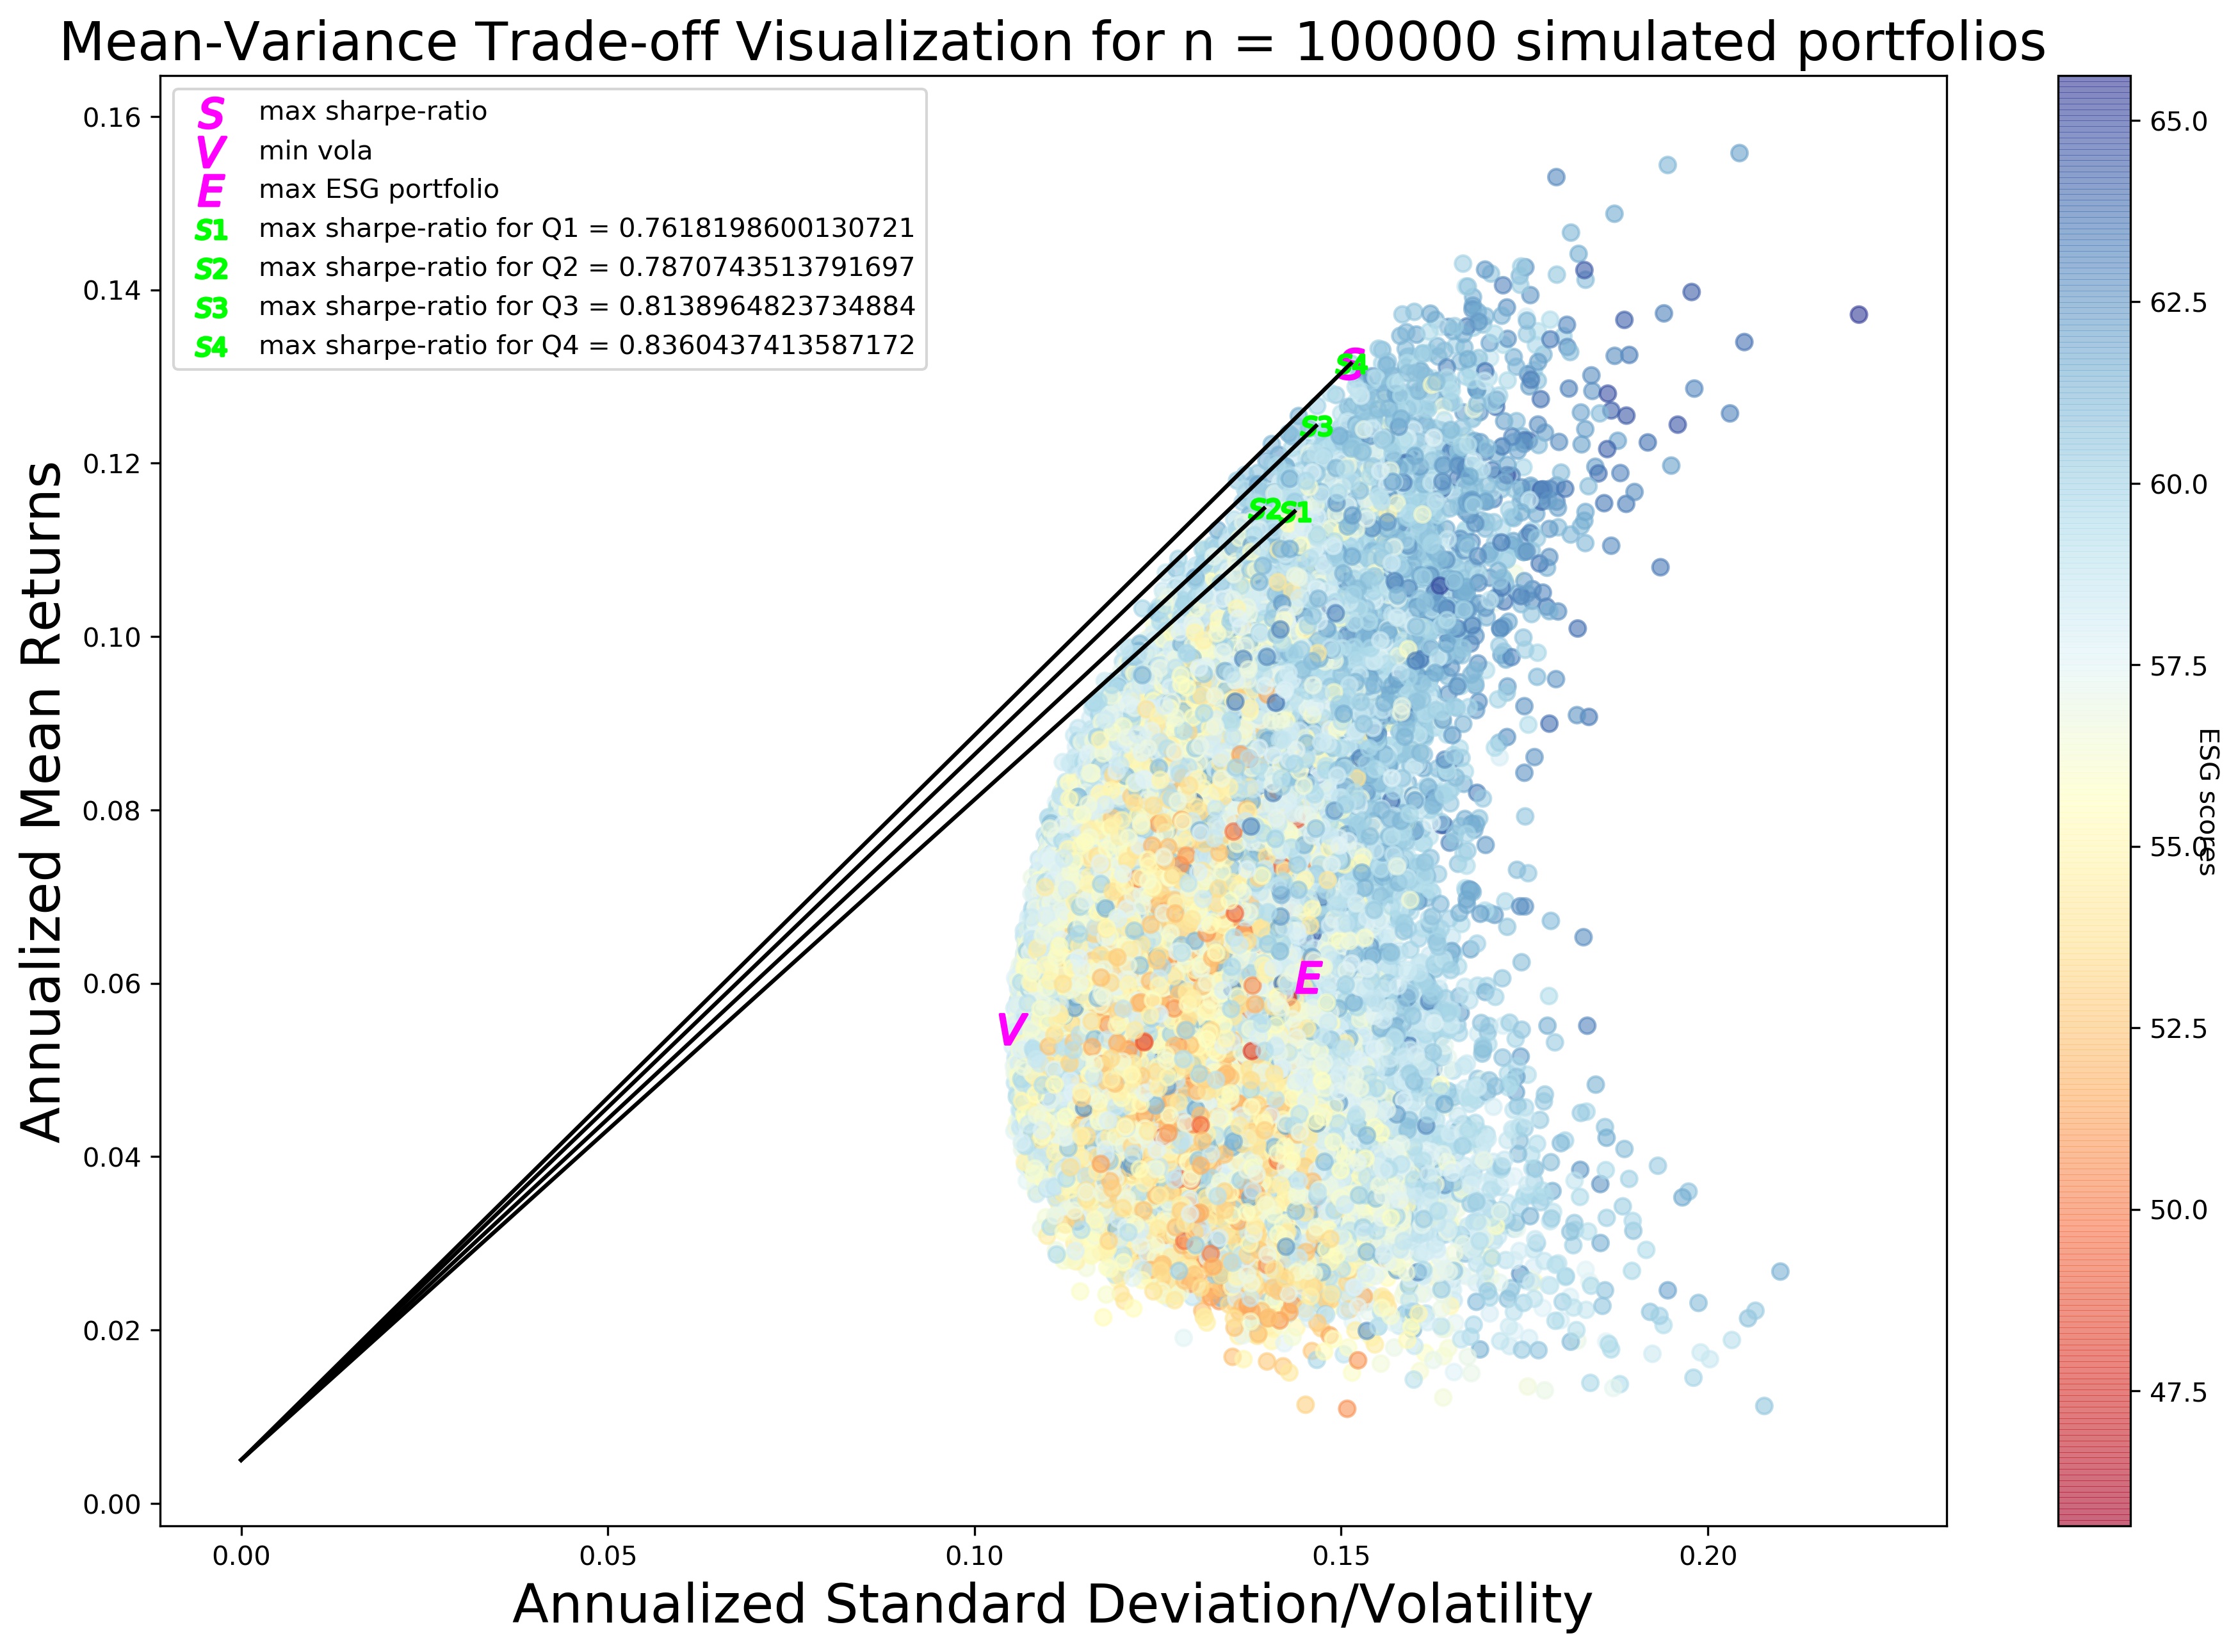 Mean-Variance Trade-off Visualization for n = 100000 simulated portfolios
S max sharpe-ratio
V min vola
E max ESG portfolio
S1 max sharpe-ratio for Q1 = 0.7618198600130721
S2 max sharpe-ratio for Q2 = 0.7870743513791697
S3 max sharpe-ratio for Q3 = 0.8138964823734884
S4 max sharpe-ratio for Q4 = 0.8360437413587172
Annualized Mean Returns
0.16
0.14
0.12
0.10
0.08
0.06
0.04
0.02
0.00
S
S4
S3
S2
S1
E
V
0.00
0.05
0.10
0.15
0.20
Annualized Standard Deviation/Volatility
65.0
62.5
60.0
57.5
55.0
52.5
50.0
47.5
ESG scores